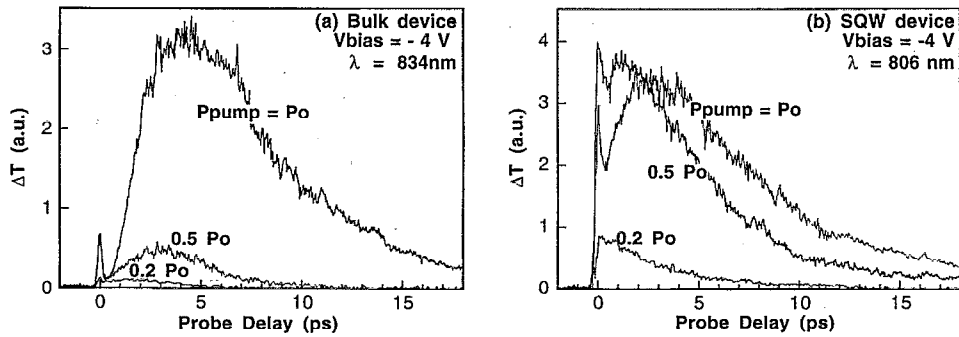 (a) Bulk device
Vbias = - 4 V
λ = 834nm
Ppump = Po
0.5 Po
0.2 Po
ΔT (a.u.)
3
2
1
0
0
5
10
15
Probe Delay (ps)
(b) SQW device
Vbias = -4 V
λ = 806 nm
Ppump = Po
0.5 Po
0.2 Po
ΔT (a.u.)
4
3
2
1
0
0
5
10
15
Probe Delay (ps)